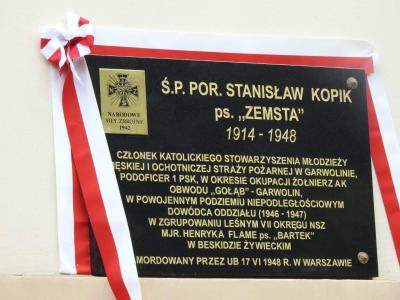 NARODOWE
SIŁY ZBROJNE
1942
Ś.P. POR. STANISŁAW KOPIK
ps. „ZEMSTA"
1914 - 1948
CZŁONEK KATOLICKIEGO STOWARZYSZENIA MŁODZIEŻY
ĘSKIEJ I OCHOTNICZEJ STRAŻY POŻARNEJ W GARWOLINIE,
PODOFICER 1 PSK, W OKRESIE OKUPACJI ŻOŁNIERZ AK
OBWODU „GOŁĄB" - GARWOLIN,
W POWOJENNYM PODZIEMIU NIEPODLEGŁOŚCIOWYM
DOWÓDCA ODDZIAŁU (1946 - 1947)
W ZGRUPOWANIU LEŚNYM VII OKRĘGU NSZ
MJR. HENRYKA FLAME ps. „BARTEK"
W BESKIDZIE ŻYWIECKIM
MORDOWANY PRZEZ UB 17 VI 1948 R. W WARSZAWIE